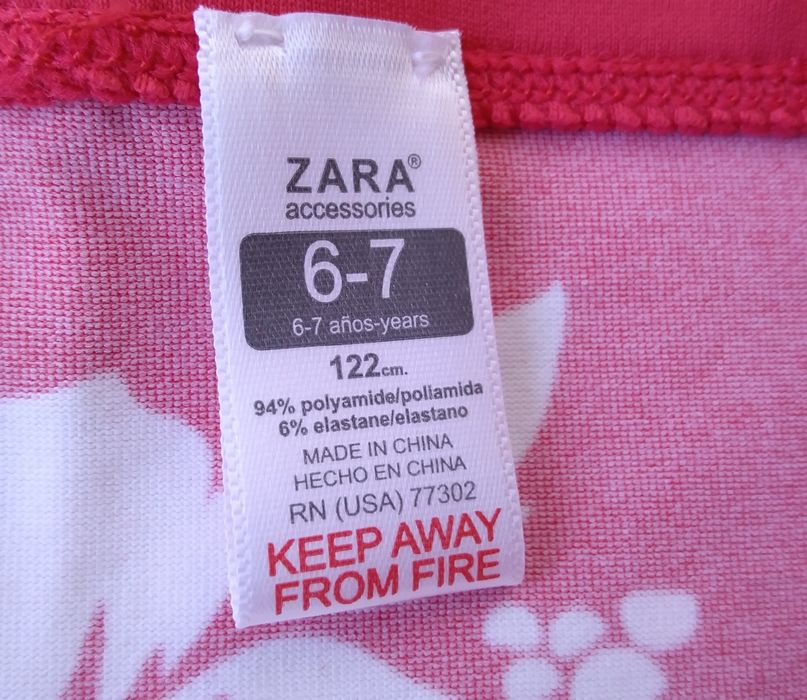 ZARA®
accessories
6-7
6-7 años-years
122cm.
94% polyamide/poliamida
6% elastane/elastano
MADE IN CHINA
HECHO EN CHINA
RN (USA) 77302
KEEP AWAY
FROM FIRE